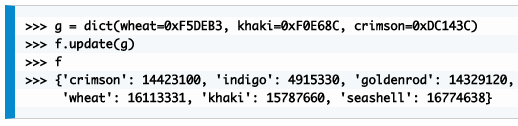 >>> g = dict(wheat=0xF5DEB3, khaki=0xF0E68C, crimson=0xDC143C)
>>> f.update(g)
>>> f
>>> {'crimson': 14423100, 'indigo': 4915330, 'goldenrod': 14329120,
'wheat': 16113331, 'khaki': 15787660, 'seashell': 16774638}